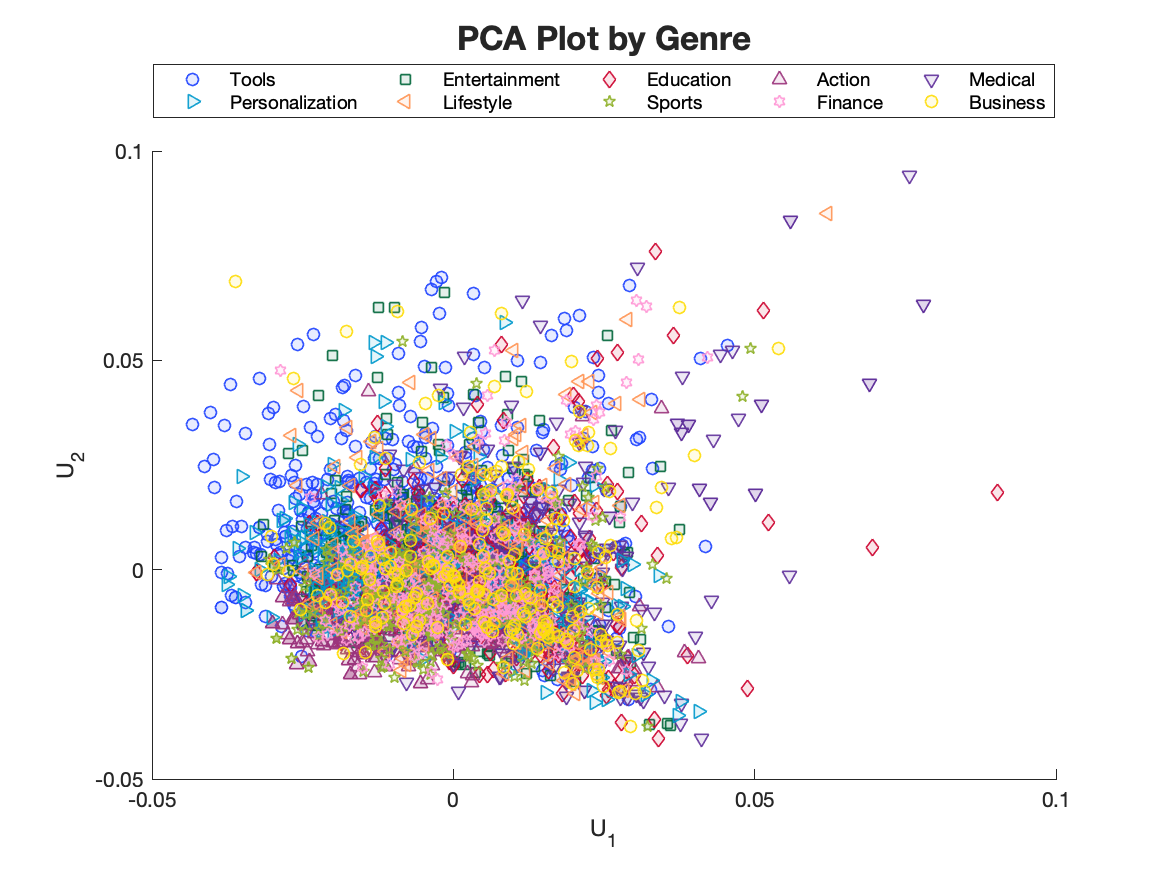 PCA Plot by Genre
Tools Entertainment Education Action Medical
Personalization Lifestyle Sports Finance Business
0.1
0.05
0
-0.05
U2
-0.05 0 0.05 0.1
U1